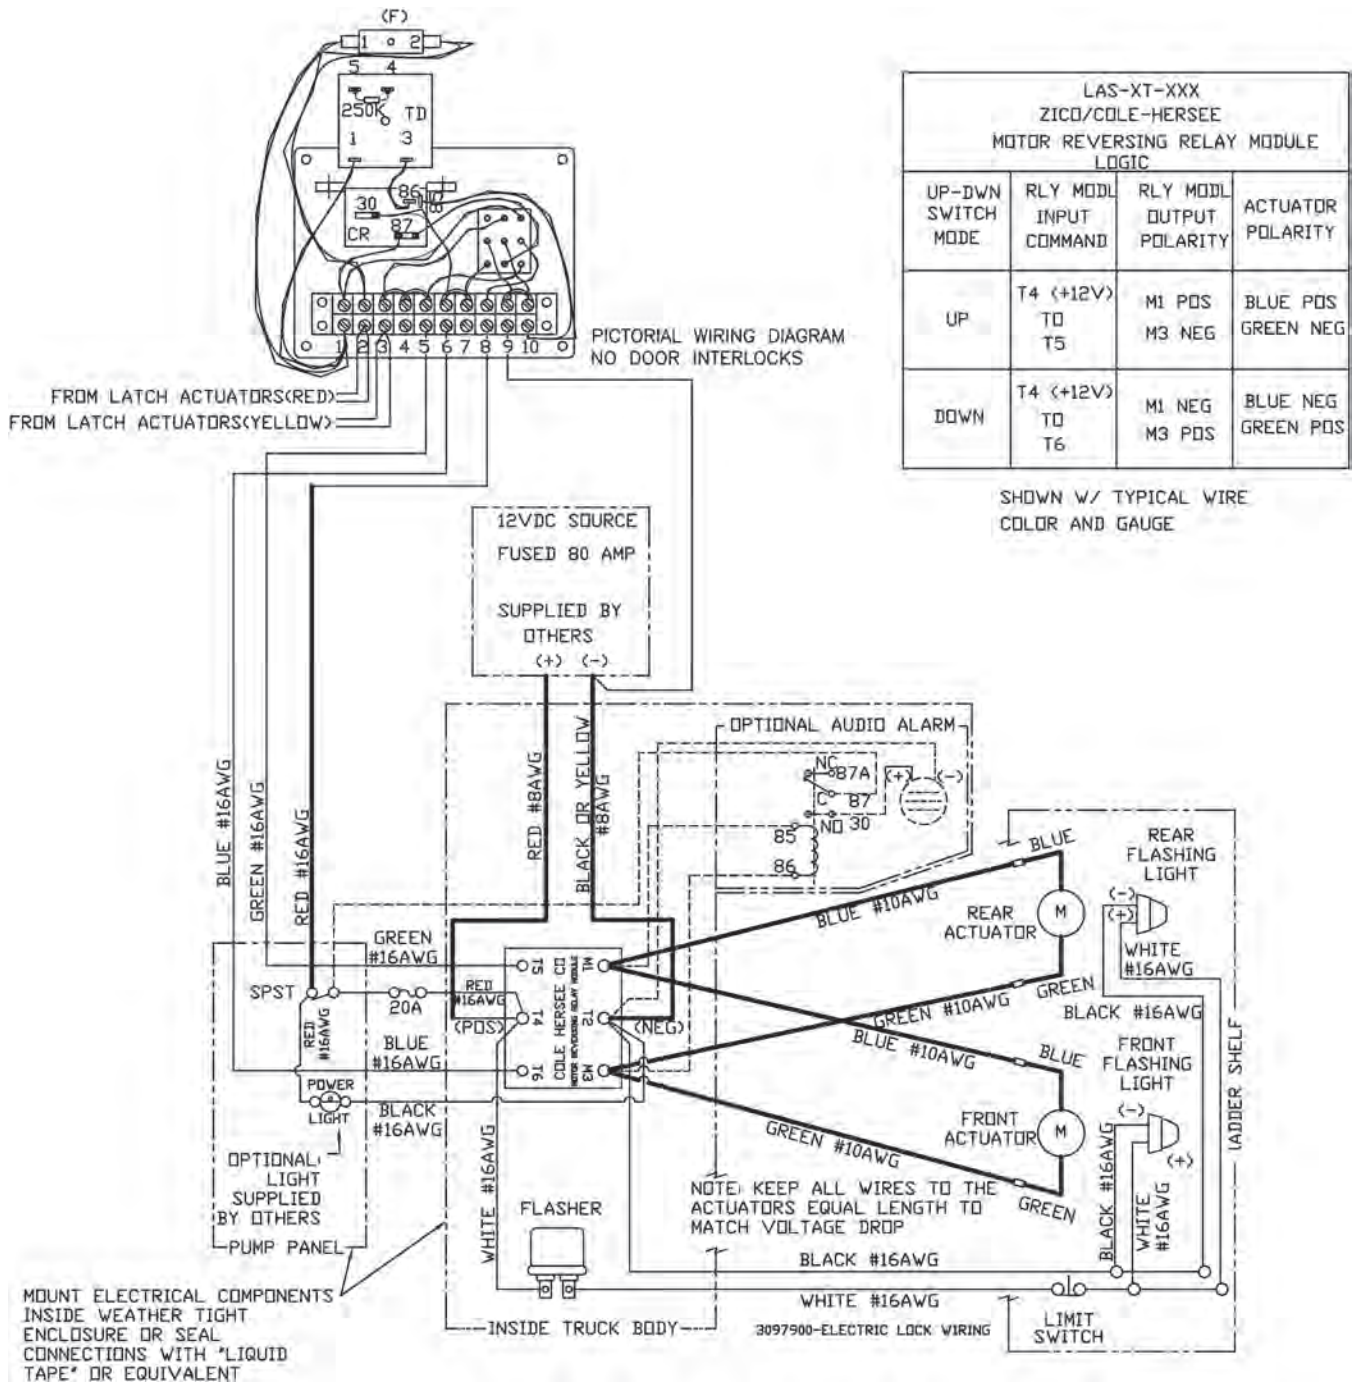 (F)
1 2
5 4
250K TD
1 3
86
85
30
87
CR
1 2 3 4 5 6 7 8 9 10
PICTORIAL WIRING DIAGRAM
NO DOOR INTERLOCKS
FROM LATCH ACTUATORS(RED)
FROM LATCH ACTUATORS(YELLOW)
LAS-XT-XXX
ZICO/COLE-HERSEE
MOTOR REVERSING RELAY MODULE
LOGIC
UP-DWN
SWITCH
MODE
RLY MODL
INPUT
COMMAND
RLY MODL
OUTPUT
POLARITY
ACTUATOR
POLARITY
UP
T4 (+12V)
TO
T5
M1 POS
M3 NEG
BLUE POS
GREEN NEG
DOWN
T4 (+12V)
TO
T6
M1 NEG
M3 POS
BLUE NEG
GREEN POS
SHOWN W/ TYPICAL WIRE
COLOR AND GAUGE
12VDC SOURCE
FUSED 80 AMP
SUPPLIED BY
OTHERS
(+) (-)
BLUE #16AWG
GREEN #16AWG
RED #16AWG
RED #8AWG
BLACK OR YELLOW
#8AWG
OPTIONAL AUDIO ALARM
NC
87A
(+) (-)
C 87
NO 30
85
86
GREEN
#16AWG
SPST
20A
RED
#16AWG
(POS)
RED
#16AWG
BLUE
#16AWG
POWER
LIGHT
BLACK
#16AWG
T5
T4
T6
COLE HERSEE CO
MOTOR REVERSING RELAY MODULE
M1
T2
M3
(NEG)
OPTIONAL
LIGHT
SUPPLIED
BY OTHERS
PUMP PANEL
MOUNT ELECTRICAL COMPONENTS
INSIDE WEATHER TIGHT
ENCLOSURE OR SEAL
CONNECTIONS WITH "LIQUID
TAPE" OR EQUIVALENT
WHITE #16AWG
FLASHER
INSIDE TRUCK BODY
BLUE
BLUE #10AWG
REAR
ACTUATOR
M
GREEN
GREEN #10AWG
BLUE #10AWG
BLUE
FRONT
ACTUATOR
M
GREEN #10AWG
GREEN
REAR
FLASHING
LIGHT
(-)
(+)
WHITE
#16AWG
BLACK #16AWG
FRONT
FLASHING
LIGHT
(-)
(+)
BLACK #16AWG
WHITE
#16AWG
LADDER SHELF
NOTE: KEEP ALL WIRES TO THE
ACTUATORS EQUAL LENGTH TO
MATCH VOLTAGE DROP
BLACK #16AWG
WHITE #16AWG
LIMIT
SWITCH
3097900-ELECTRIC LOCK WIRING